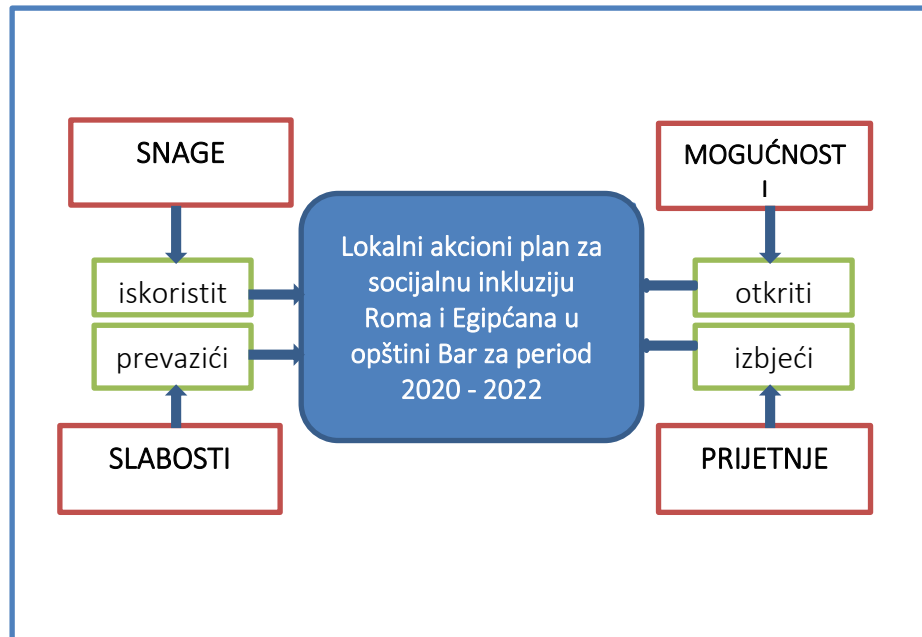 SNAGE
MOGUĆNOST
I
iskoristit
prevazići
Lokalni akcioni plan za
socijalnu inkluziju
Roma i Egipćana u
opštini Bar za period
2020 - 2022
otkriti
izbjeći
SLABOSTI
PRIJETNJE